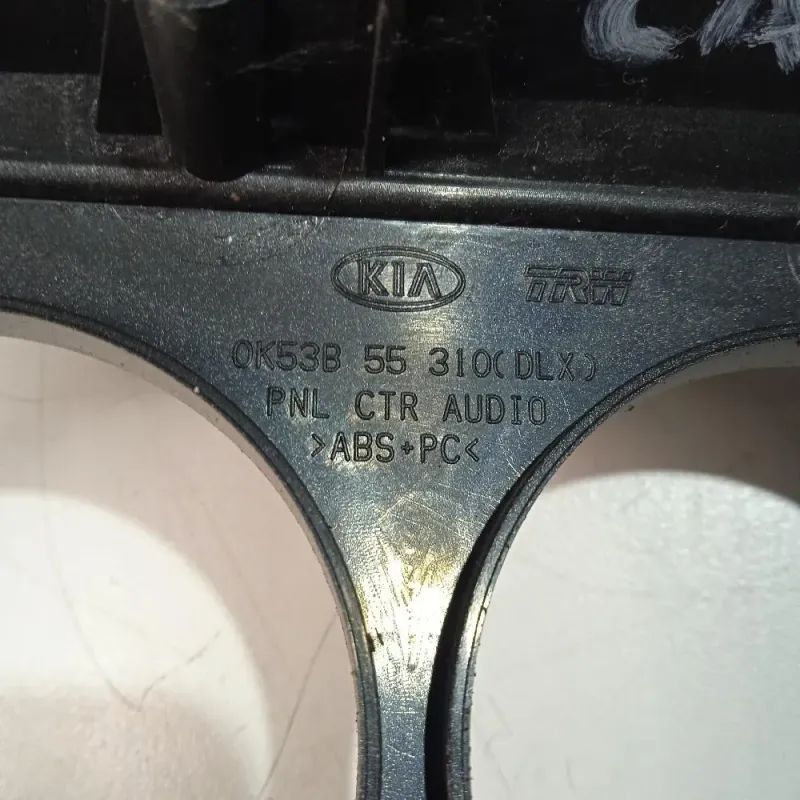 KIA TRW
0K53B 55 310(DLX)
PNL CTR AUDIO
>ABS+PC<